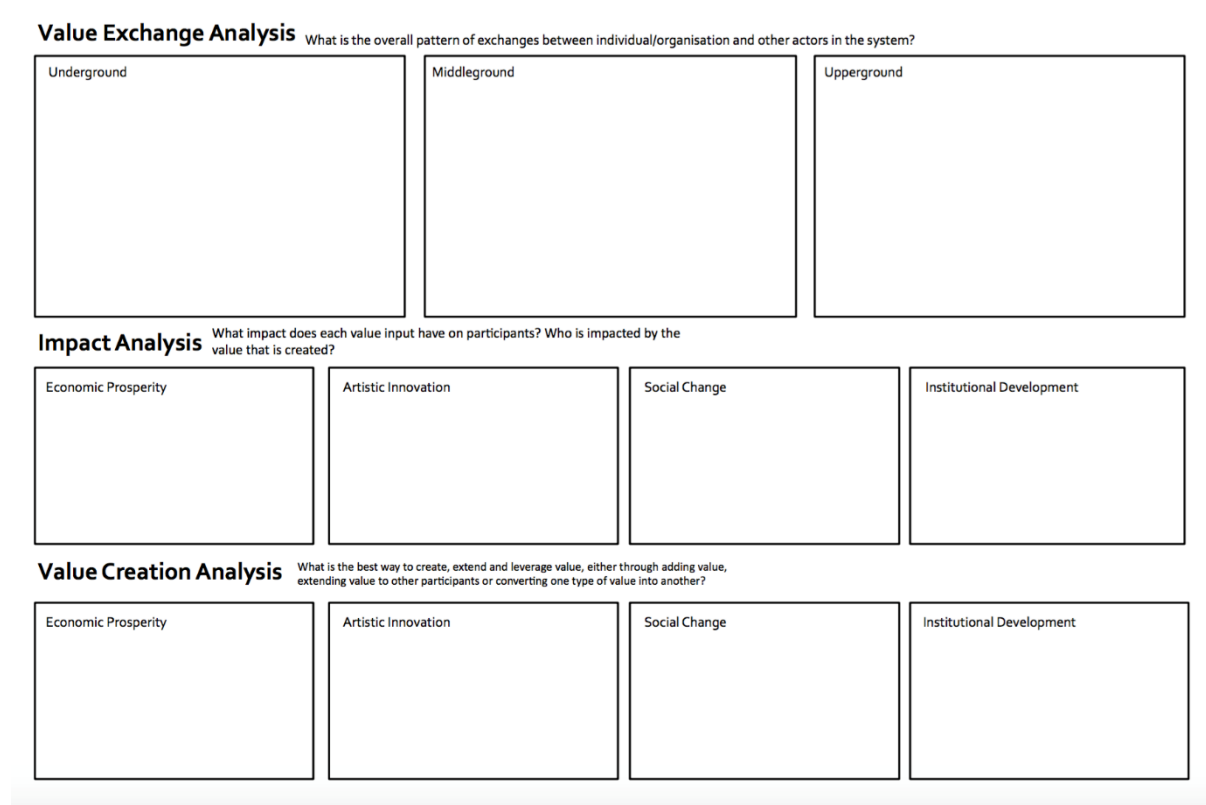 Value Exchange Analysis What is the overall pattern of exchanges between individual/organisation and other actors in the system?
Underground Middleground Upperground
Impact Analysis What impact does each value input have on participants? Who is impacted by the
value that is created?
Economic Prosperity Artistic Innovation Social Change Institutional Development
Value Creation Analysis What is the best way to create, extend and leverage value, either through adding value,
extending value to other participants or converting one type of value into another?
Economic Prosperity Artistic Innovation Social Change Institutional Development